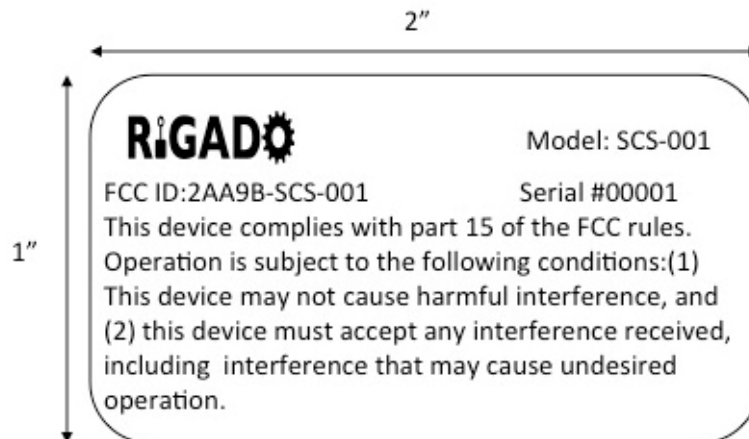 2”
RiGADO
Model: SCS-001
FCC ID:2AA9B-SCS-001 Serial #00001
This device complies with part 15 of the FCC rules.
1”
Operation is subject to the following conditions:(1)
This device may not cause harmful interference, and
(2) this device must accept any interference received,
including  interference that may cause undesired
operation.